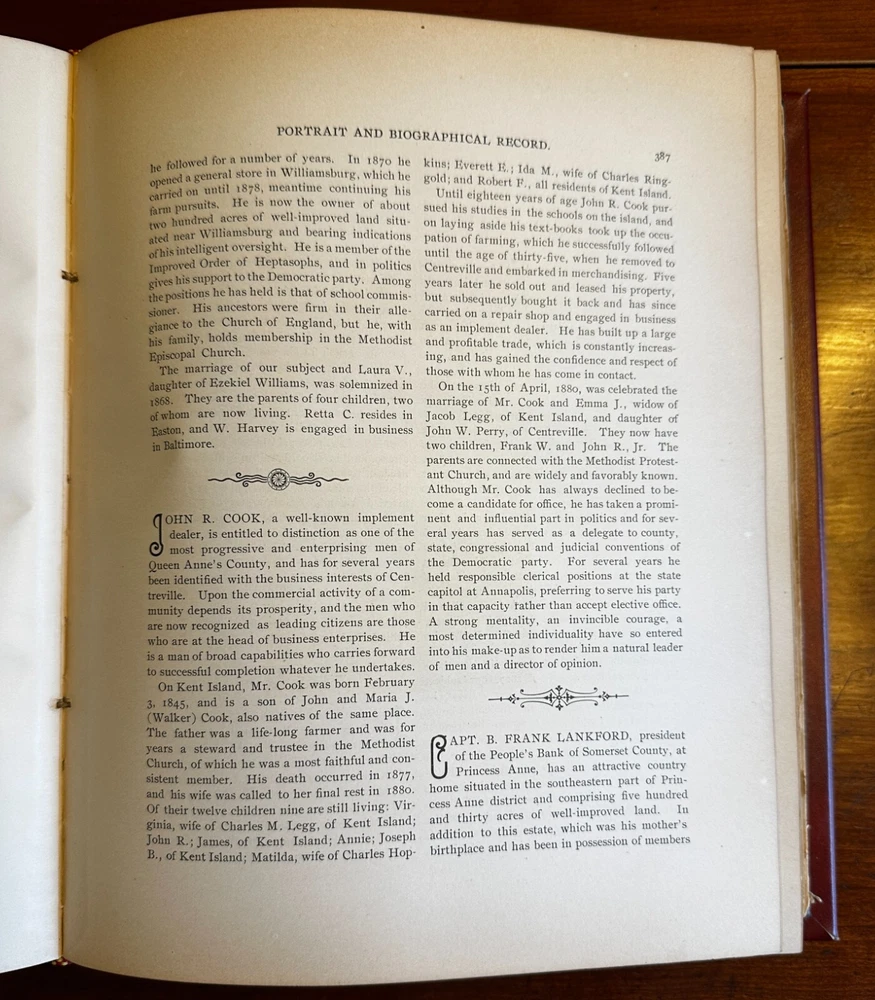 PORTRAIT AND BIOGRAPHICAL RECORD.
387
he followed for a number of years. In 1870 he
opened a general store in Williamsburg, which he
carried on until 1878, meantime continuing his
farm pursuits. He is now the owner of about
two hundred acres of well-improved land situ-
ated near Williamsburg and bearing indications
of his intelligent oversight. He is a member of the
Improved Order of Heptasophs, and in politics
gives his support to the Democratic party. Among
the positions he has held is that of school commis-
sioner. His ancestors were firm in their alle-
giance to the Church of England, but he, with
his family, holds membership in the Methodist
Episcopal Church.
The marriage of our subject and Laura V.,
daughter of Ezekiel Williams, was solemnized in
1868. They are the parents of four children, two
of whom are now living. Retta C. resides in
Easton, and W. Harvey is engaged in business
in Baltimore.
JOHN R. COOK, a well-known implement
dealer, is entitled to distinction as one of the
most progressive and enterprising men of
Queen Anne's County, and has for several years
been identified with the business interests of Cen-
treville. Upon the commercial activity of a com-
munity depends its prosperity, and the men who
are now recognized as leading citizens are those
who are at the head of business enterprises. He
is a man of broad capabilities who carries forward
to successful completion whatever he undertakes.
On Kent Island, Mr. Cook was born February
3, 1845, and is a son of John and Maria J.
(Walker) Cook, also natives of the same place.
The father was a life-long farmer and was for
years a steward and trustee in the Methodist
Church, of which he was a most faithful and con-
sistent member. His death occurred in 1877,
and his wife was called to her final rest in 1880.
Of their twelve children nine are still living: Vir-
ginia, wife of Charles M. Legg, of Kent Island;
John R.; James, of Kent Island; Annie; Joseph
B., of Kent Island; Matilda, wife of Charles Hop-
kins; Everett E.; Ida M., wife of Charles Ring-
gold; and Robert F., all residents of Kent Island.
Until eighteen years of age John R. Cook pur-
sued his studies in the schools on the island, and
on laying aside his text-books took up the occu-
pation of farming, which he successfully followed
until the age of thirty-five, when he removed to
Centreville and embarked in merchandising. Five
years later he sold out and leased his property,
but subsequently bought it back and has since
carried on a repair shop and engaged in business
as an implement dealer. He has built up a large
and profitable trade, which is constantly increas-
ing, and has gained the confidence and respect of
those with whom he has come in contact.
On the 15th of April, 1880, was celebrated the
marriage of Mr. Cook and Emma J., widow of
Jacob Legg, of Kent Island, and daughter of
John W. Perry, of Centreville. They now have
two children, Frank W. and John R., Jr. The
parents are connected with the Methodist Protest-
ant Church, and are widely and favorably known.
Although Mr. Cook has always declined to be-
come a candidate for office, he has taken a promi-
nent and influential part in politics and for sev-
eral years has served as a delegate to county,
state, congressional and judicial conventions of
the Democratic party. For several years he
held responsible clerical positions at the state
capitol at Annapolis, preferring to serve his party
in that capacity rather than accept elective office.
A strong mentality, an invincible courage, a
most determined individuality have so entered
into his make-up as to render him a natural leader
of men and a director of opinion.
CAPT. B. FRANK LANKFORD, president
of the People's Bank of Somerset County, at
Princess Anne, has an attractive country
home situated in the southeastern part of Prin-
cess Anne district and comprising five hundred
and thirty acres of well-improved land. In
addition to this estate, which was his mother's
birthplace and has been in possession of members